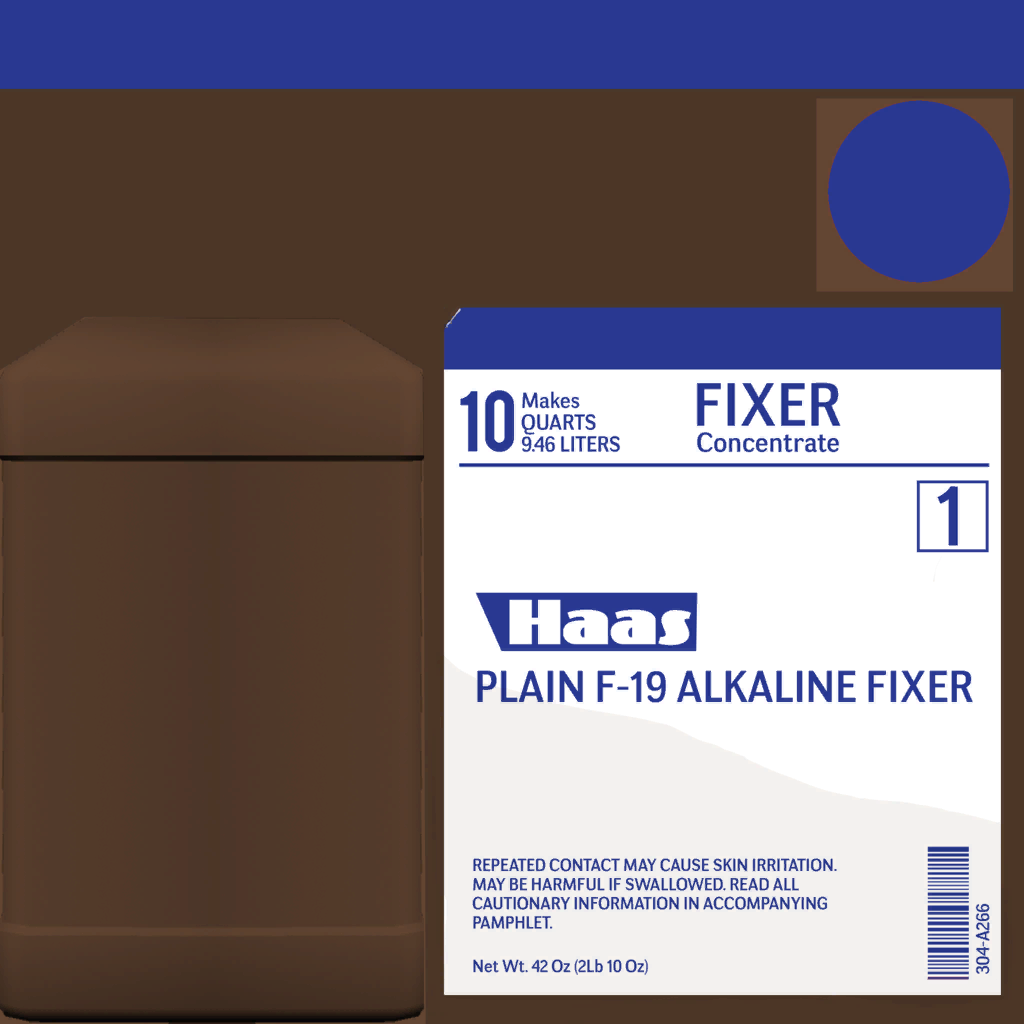 10 Makes
QUARTS
9.46 LITERS
FIXER
Concentrate
1
Haas
PLAIN F-19 ALKALINE FIXER
REPEATED CONTACT MAY CAUSE SKIN IRRITATION.
MAY BE HARMFUL IF SWALLOWED. READ ALL
CAUTIONARY INFORMATION IN ACCOMPANYING
PAMPHLET.
Net Wt. 42 Oz (2Lb 10 Oz)
304-A266